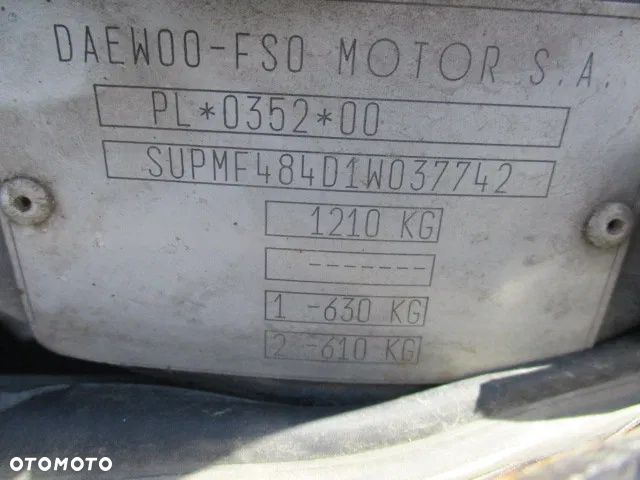 DAEWOO-FSO MOTOR S.A.
PL*0352*00
SUPMF484D1W037742
1210 KG
-------
1 -630 KG
2 -610 KG
OTOMOTO